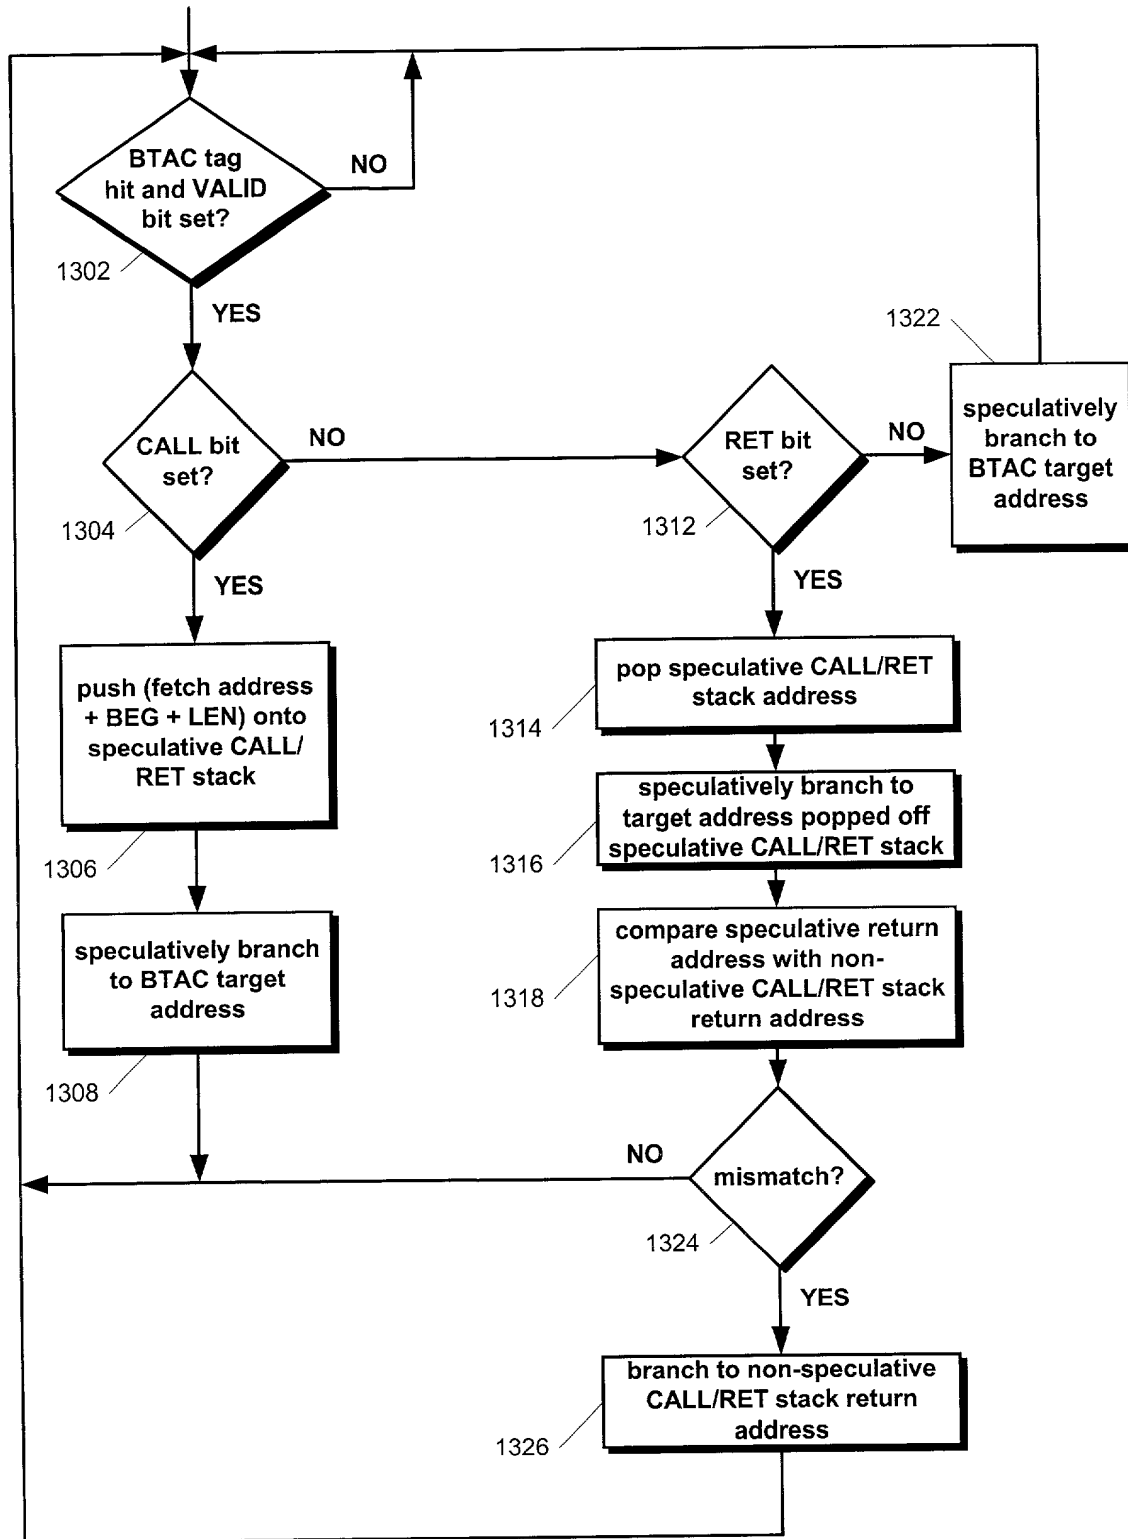 BTAC tag
hit and VALID
bit set?
NO
1302
YES
1322
CALL bit
set?
NO
1304
YES
RET bit
set?
NO
1312
YES
speculatively
branch to
BTAC target
address
push (fetch address
+ BEG + LEN) onto
speculative CALL/
RET stack
1306
pop speculative CALL/RET
stack address
1314
speculatively branch to
target address popped off
speculative CALL/RET stack
1316
speculatively branch
to BTAC target
address
1308
compare speculative return
address with non-
speculative CALL/RET stack
return address
1318
NO
mismatch?
1324
YES
branch to non-speculative
CALL/RET stack return
address
1326